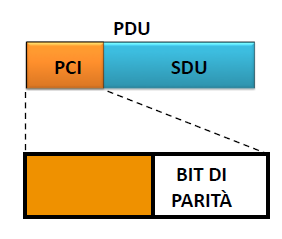 PDU
PCI SDU
BIT DI
PARITÀ